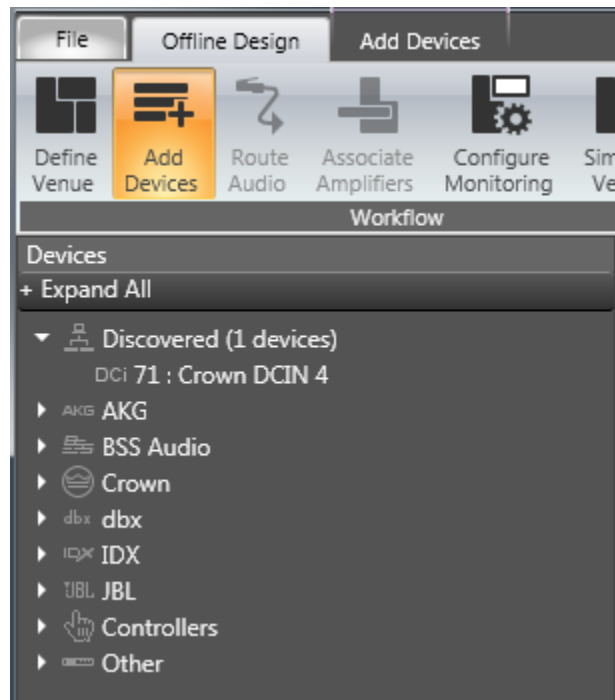 File Offline Design Add Devices
Define Venue Add Devices Route Audio Associate Amplifiers Configure Monitoring
Workflow
Devices
+ Expand All
Discovered (1 devices)
DCi 71 : Crown DCIN 4
AKG AKG
BSS Audio
Crown
dbx dbx
IDX IDX
JBL JBL
Controllers
Other